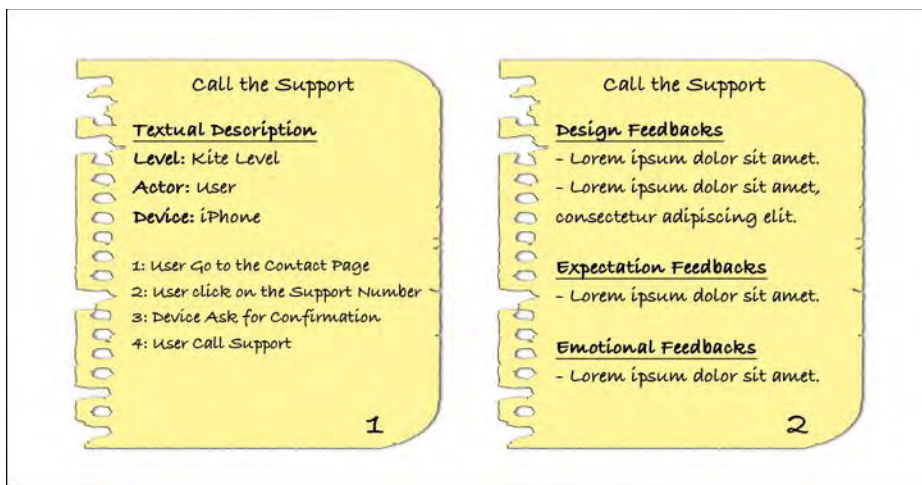 Call the Support
Textual Description
Level: Kite Level
Actor: User
Device: iPhone
1: User Go to the Contact Page
2: User click on the Support Number
3: Device Ask for Confirmation
4: User Call Support
1
Call the Support
Design Feedbacks
- Lorem ipsum dolor sit amet.
- Lorem ipsum dolor sit amet,
consectetur adipiscing elit.
Expectation Feedbacks
- Lorem ipsum dolor sit amet.
Emotional Feedbacks
- Lorem ipsum dolor sit amet.
2